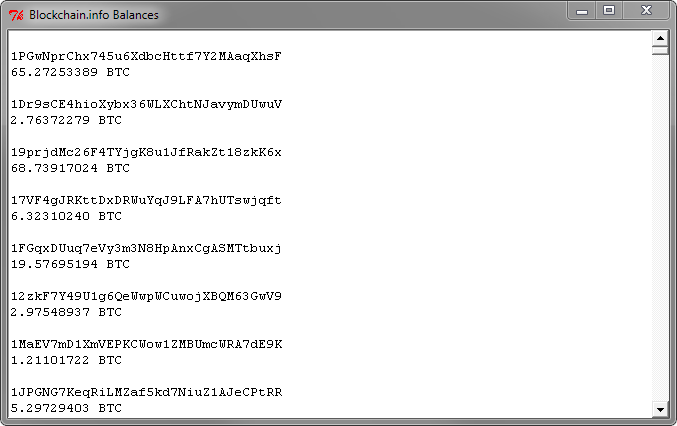 Blockchain.info Balances
1PGwNprChx745u6XdbcHttf7Y2MAaqXhsF
65.27253389 BTC
1Dr9sCE4hioXybx36WLXChtNJavymDUwuV
2.76372279 BTC
19prjdMc26F4TYjgK8u1JfRakZt18zkK6x
68.73917024 BTC
17VF4gJRKttDxDRWuYqJ9LFA7hUTswjqft
6.32310240 BTC
1FGqxDUuq7eVy3m3N8HpAnxCgASMTtbuxj
19.57695194 BTC
12zkF7Y49U1g6QeWwpWCuwojXBQM63GwV9
2.97548937 BTC
1MaEV7mD1XmVEPKCWow1ZMBUmcWRA7dE9K
1.21101722 BTC
1JPGNG7KeqRiLMZaf5kd7NiuZ1AJeCPtRR
5.29729403 BTC